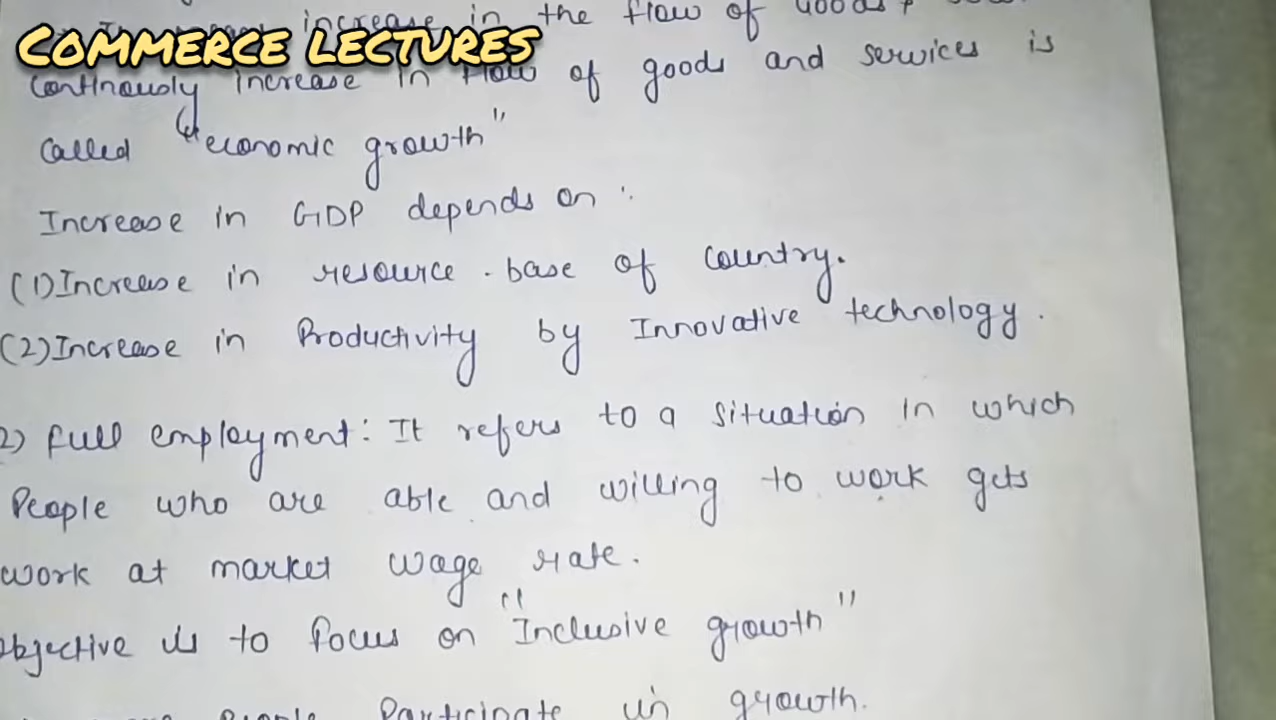 COMMERCE LECTURES
increase in the flow of goods
continuously increase in flow of goods and services is
called "economic growth"
Increase in GDP depends on :
(1) Increase in resource base of country.
(2) Increase in Productivity by Innovative technology.
2) full employment: It refers to a situation in which
People who are able and willing to work gets
work at market wage rate.
Objective is to focus on "Inclusive growth"
People Participate in growth.